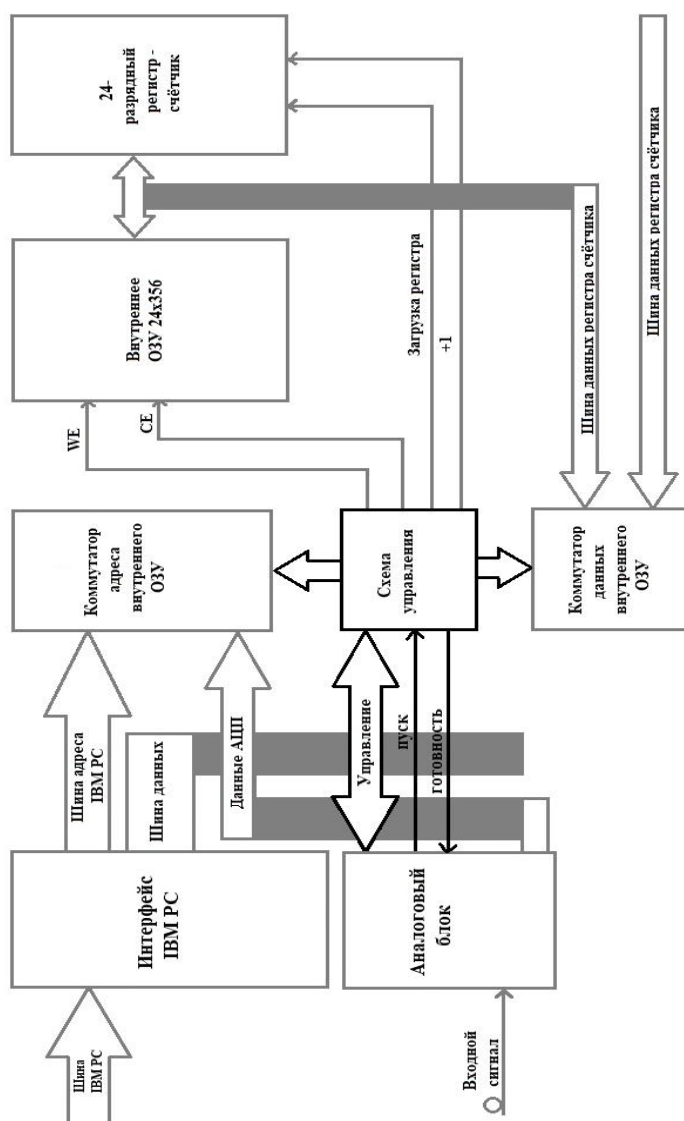 24-
разрядный
регистр -
счётчик
Внутреннее
ОЗУ 24x356
WE
CE
Загрузка регистра
+1
Шина данных регистра счётчика
Шина данных регистра счётчика
Коммутатор
адреса
внутреннего
ОЗУ
Схема
управления
Коммутатор
данных
внутреннего
ОЗУ
Шина адреса
IBM PC
Шина данных
Данные АЦП
Управление
пуск
готовность
Интерфейс
IBM PC
Аналоговый
блок
Шина
IBM PC
Входной
сигнал